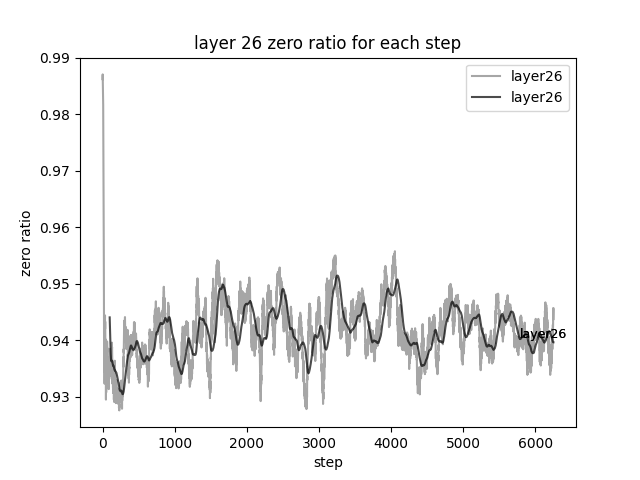 layer 26 zero ratio for each step
layer26
layer26
0.99
0.98
0.97
0.96
0.95
0.94
0.93
zero ratio
layer26
0 1000 2000 3000 4000 5000 6000
step